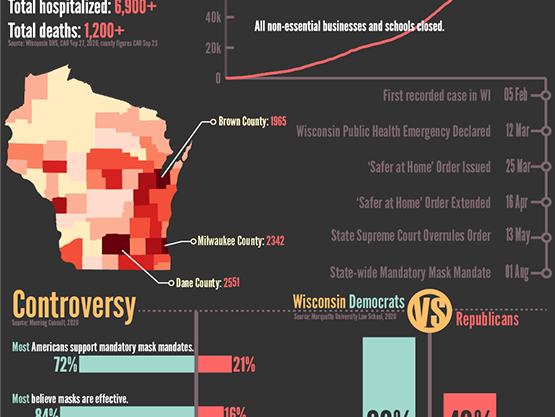 Total hospitalized: 6,900+
Total deaths: 1,200+
Source: Wisconsin DHS, CAO Sep 27, 2020, county figures CAO Sep 23
40k
20k
0
All non-essential businesses and schools closed.
First recorded case in WI 05 Feb
Wisconsin Public Health Emergency Declared 12 Mar
'Safer at Home' Order Issued 25 Mar
'Safer at Home' Order Extended 16 Apr
State Supreme Court Overrules Order 13 May
State-wide Mandatory Mask Mandate 01 Aug
Brown County: 1965
Milwaukee County: 2342
Dane County: 2551
Controversy
Source: Morning Consult, 2020
Most Americans support mandatory mask mandates.
72% 21%
Most believe masks are effective.
84% 16%
Wisconsin Democrats VS Republicans
Source: Marquette University Law School, 2020